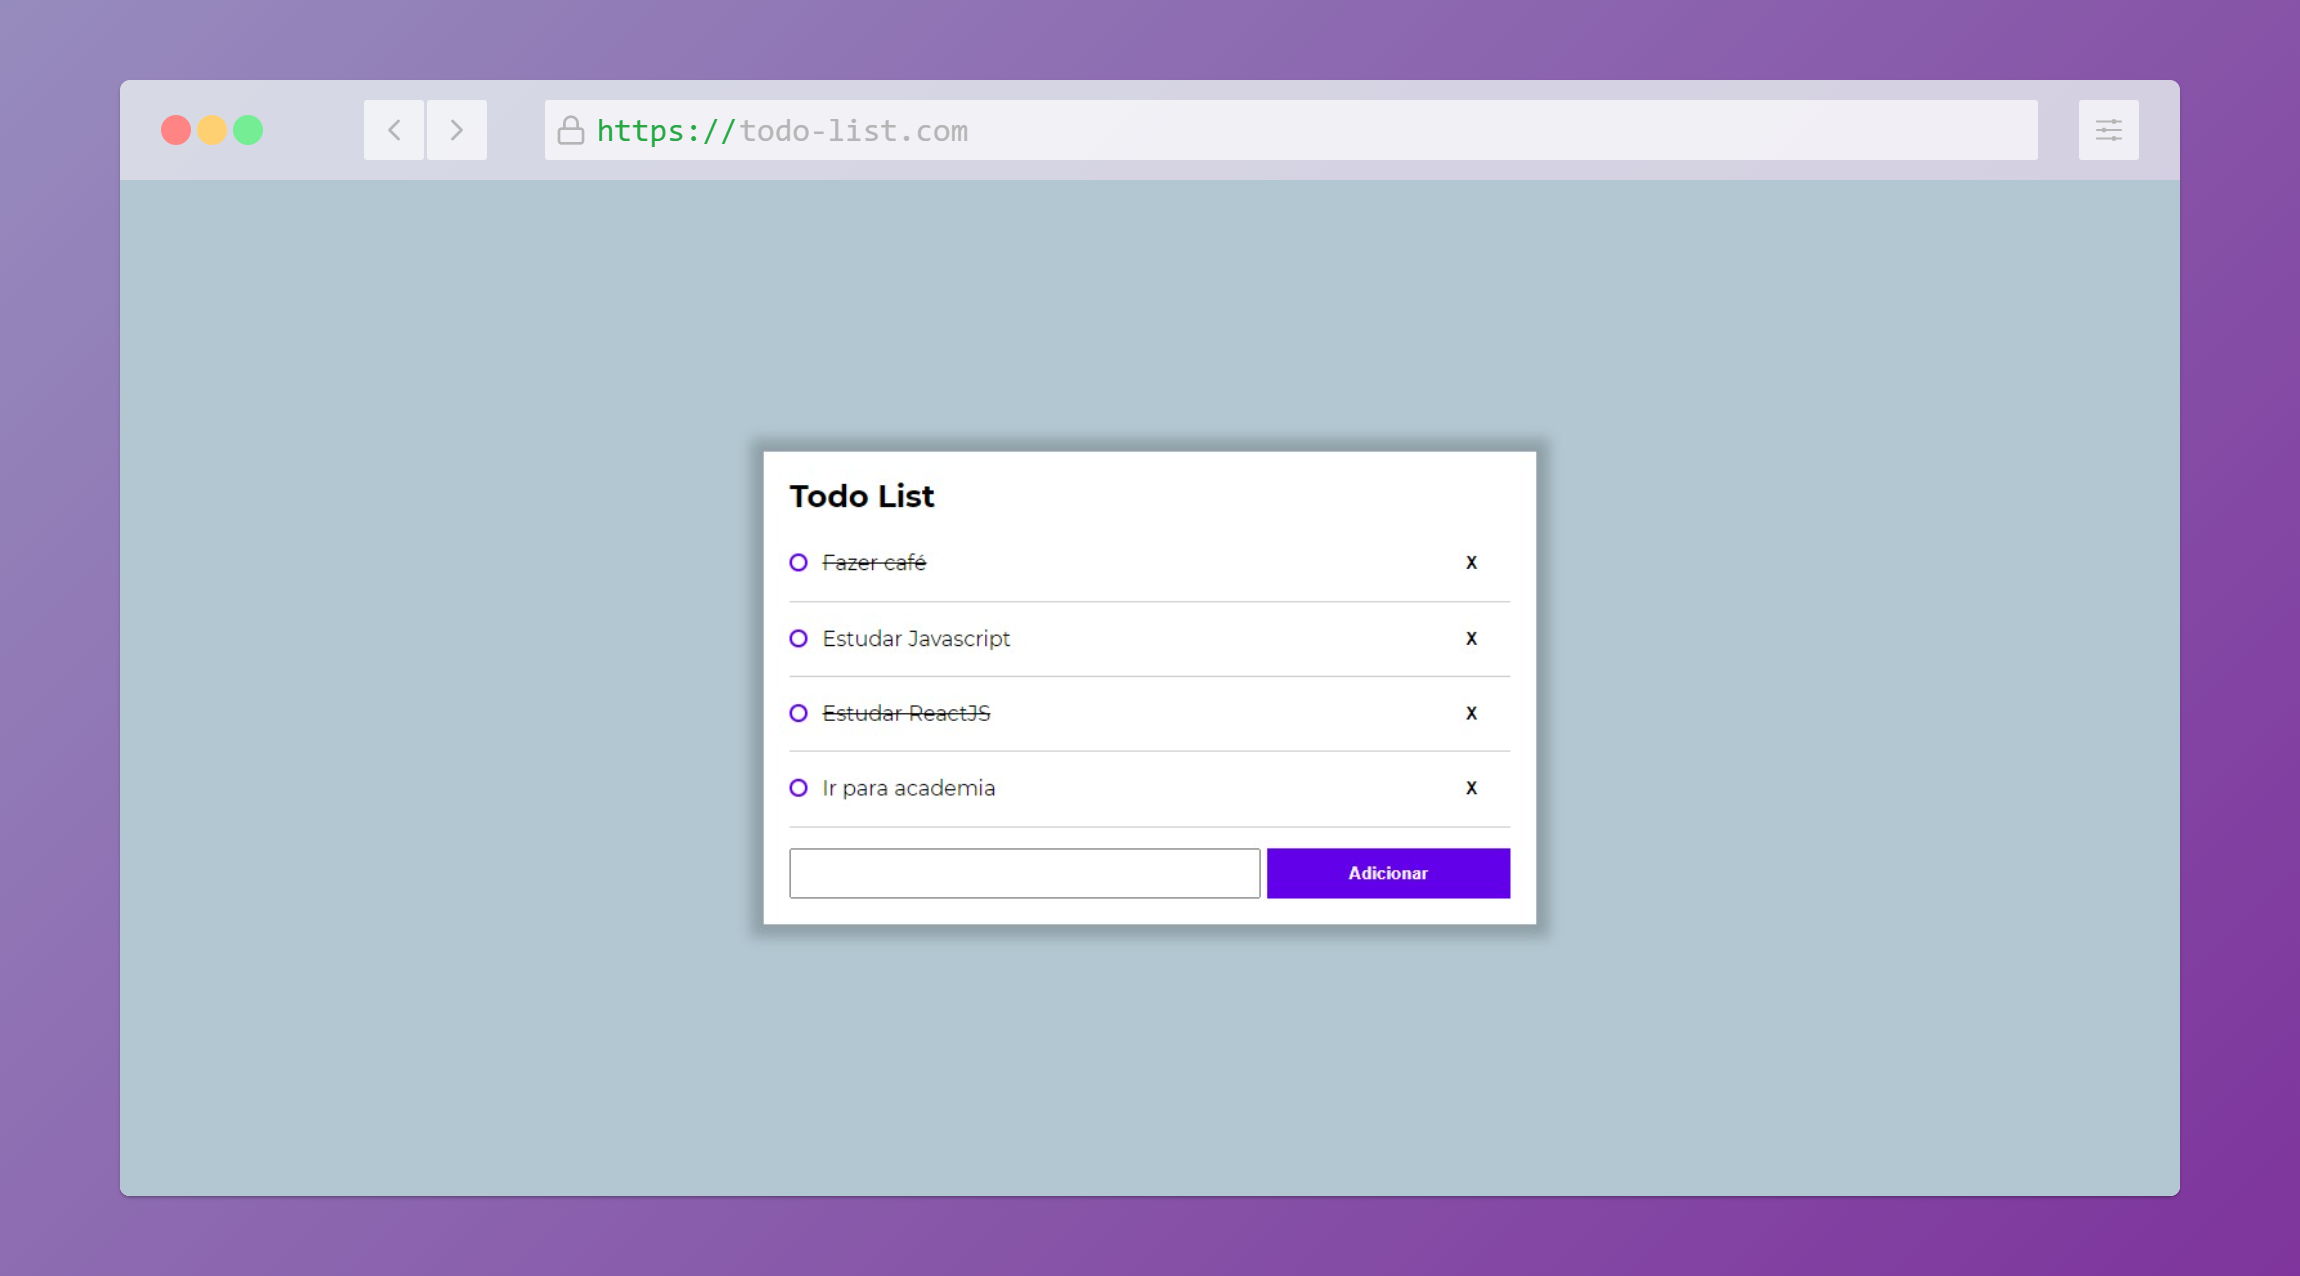 https://todo-list.com
Todo List
Fazer café X
Estudar Javascript X
Estudar ReactJS X
Ir para academia X
Adicionar